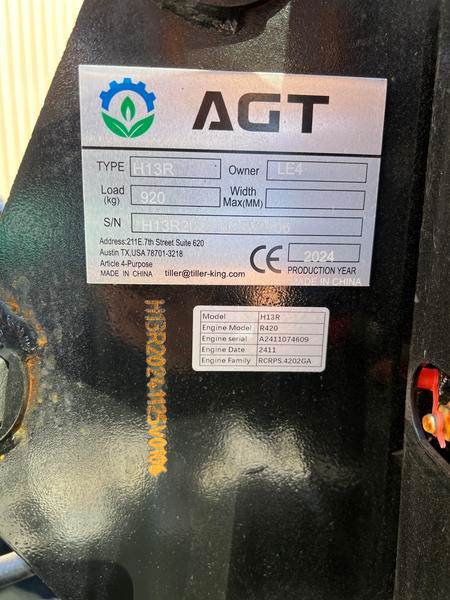 AGT
TYPE H13R Owner LE4
Load (kg) 920 Width Max(MM)
S/N H13R20
Address:211E.7th Street Suite 620
Austin TX,USA 78701-3218
Article 4-Purpose
MADE IN CHINA tiller@tiller-king.com
CE 2024
PRODUCTION YEAR
MADE IN CHINA
Model H13R
Engine Model R420
Engine serial A2411074609
Engine Date 2411
Engine Family RCRPS.4202GA
H13R20241125V0106